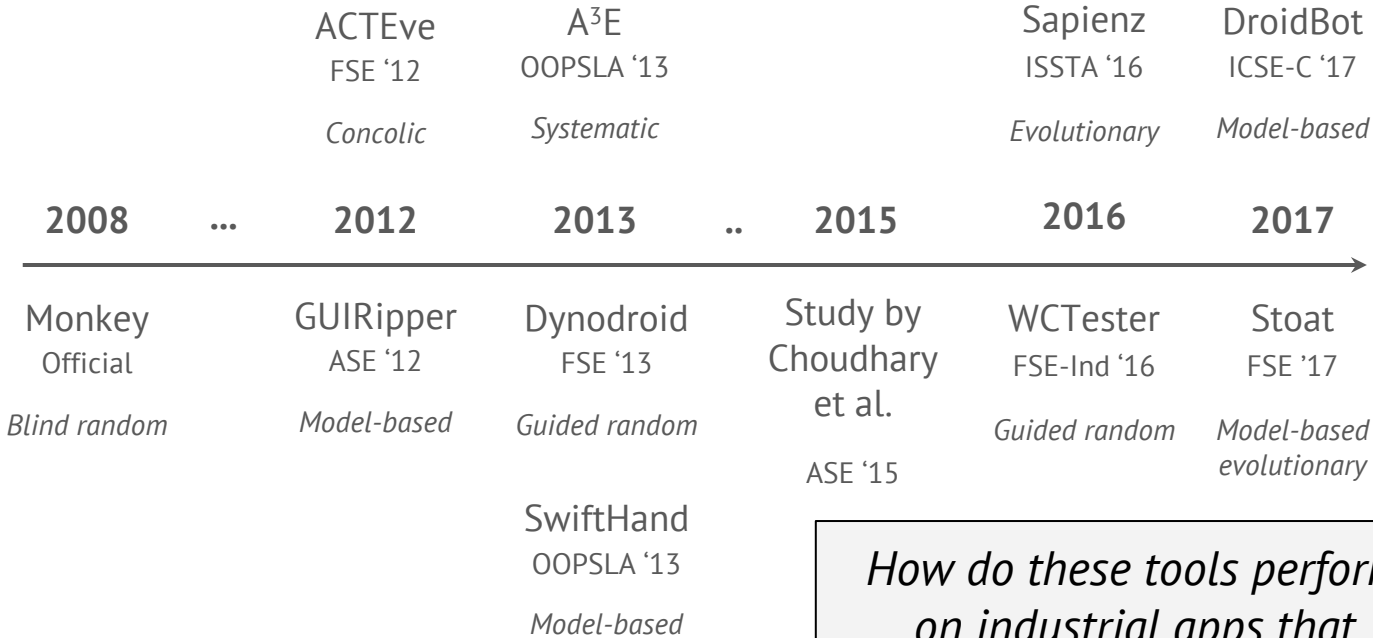 ACTEve
FSE ‘12
Concolic
A³E
OOPSLA ‘13
Systematic
Sapienz
ISSTA ‘16
Evolutionary
DroidBot
ICSE-C ‘17
Model-based
2008 ... 2012 2013 .. 2015 2016 2017
Monkey
Official
Blind random
GUIRipper
ASE ‘12
Model-based
Dynodroid
FSE ‘13
Guided random
SwiftHand
OOPSLA ‘13
Model-based
Study by
Choudhary
et al.
ASE ‘15
WCTester
FSE-Ind ‘16
Guided random
Stoat
FSE ’17
Model-based
evolutionary
How do these tools perform
on industrial apps that